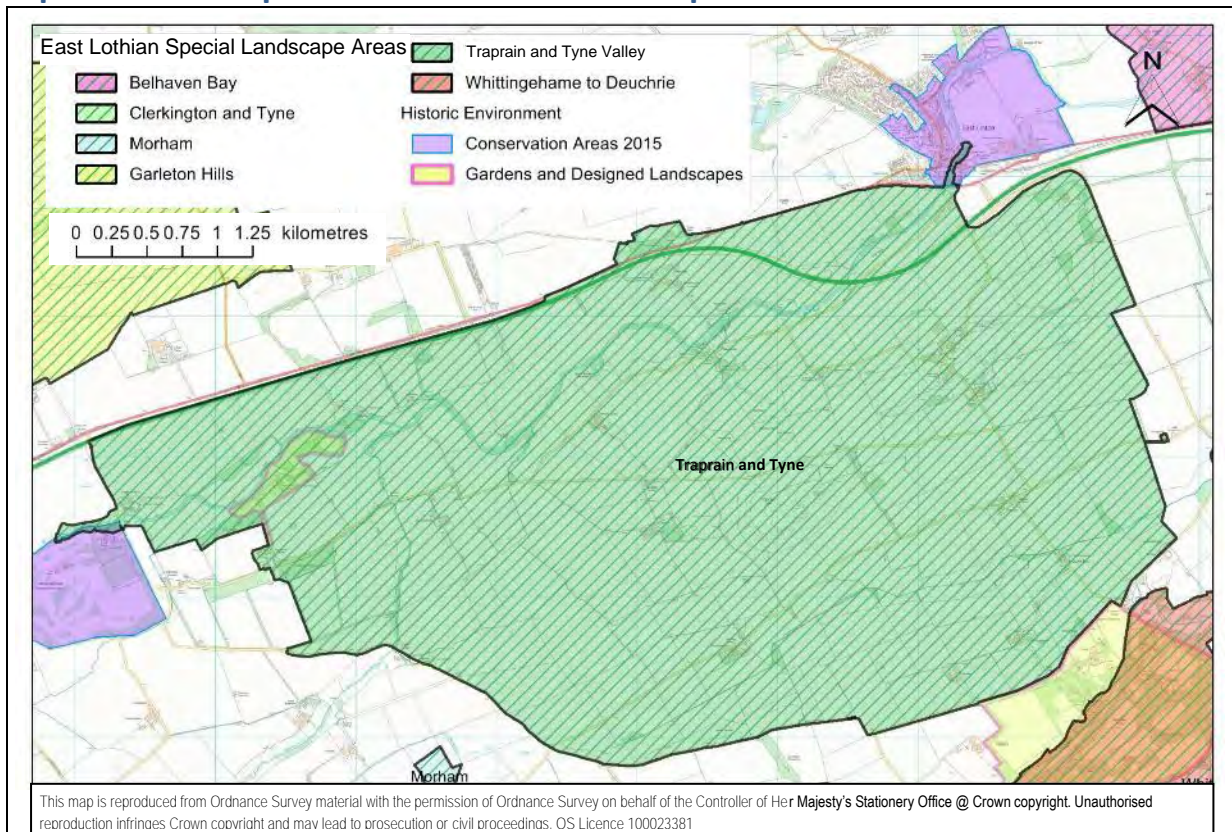 East Lothian Special Landscape Areas
Belhaven Bay
Clerkington and Tyne
Morham
Garleton Hills
Traprain and Tyne Valley
Whittingehame to Deuchrie
Historic Environment
Conservation Areas 2015
Gardens and Designed Landscapes
0 0.25 0.5 0.75 1 1.25 kilometres
N
East Linton
Traprain and Tyne
Morham
This map is reproduced from Ordnance Survey material with the permission of Ordnance Survey on behalf of the Controller of Her Majesty's Stationery Office @ Crown copyright. Unauthorised
reproduction infringes Crown copyright and may lead to prosecution or civil proceedings. OS Licence 100023381